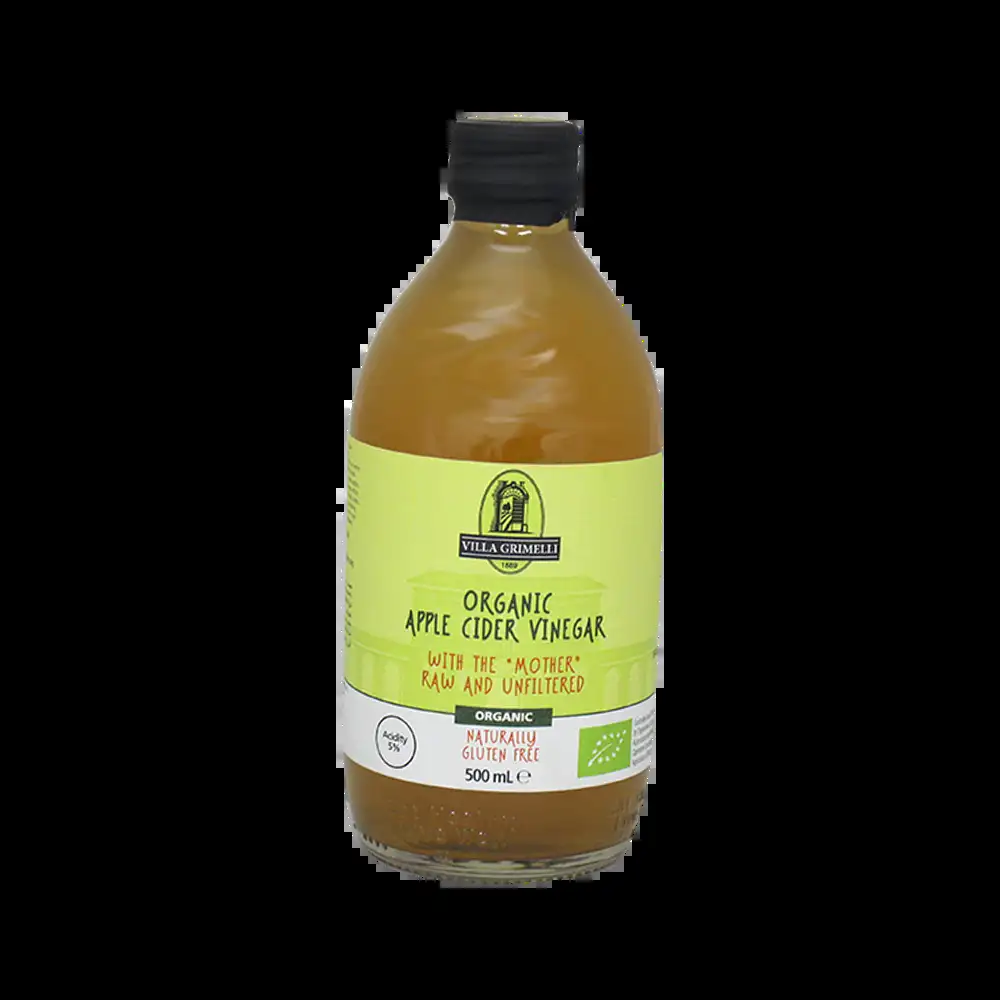 VILLA GRIMELLI
1889
ORGANIC
APPLE CIDER VINEGAR
WITH THE "MOTHER"
RAW AND UNFILTERED
ORGANIC
Acidity
5%
NATURALLY
GLUTEN FREE
500 mL ℮